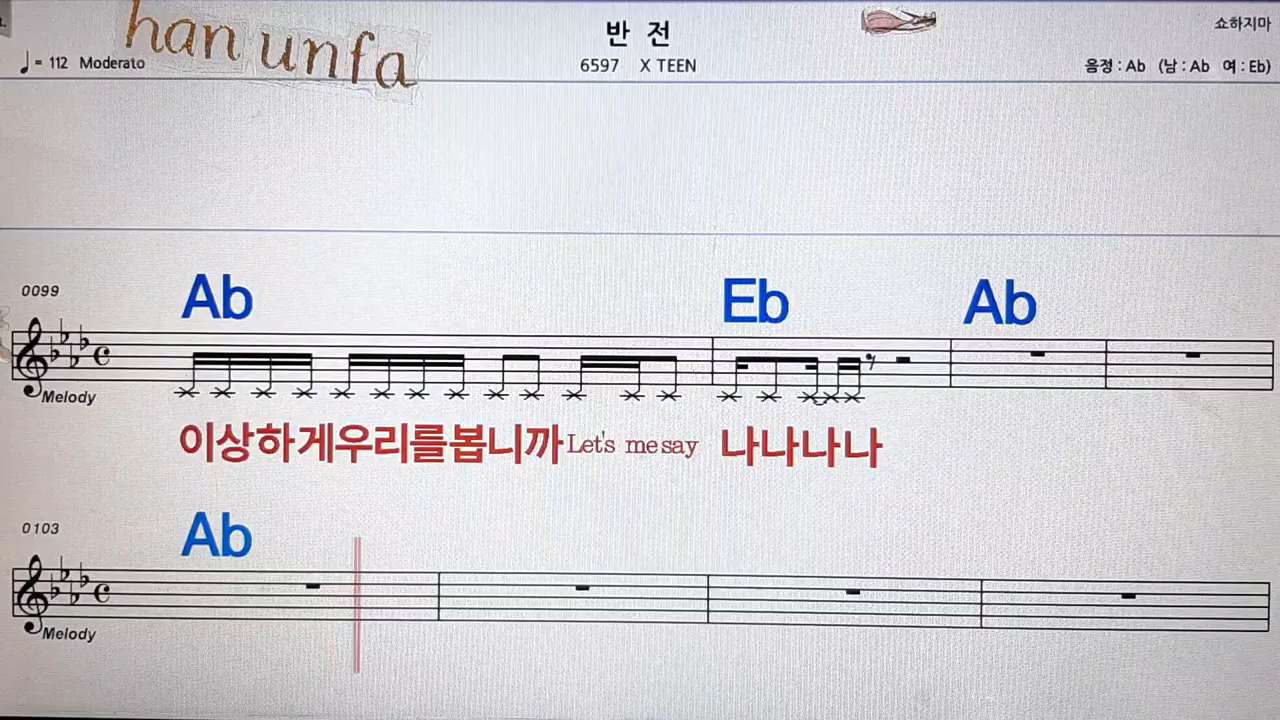 han unfa
반 전
쇼하지마
♩= 112 Moderato
6597 X TEEN
음정 : Ab (남 : Ab 여 : Eb)
0099
Ab Eb Ab
Melody
이상하게우리를봅니까Let's me say 나나나나
0103
Ab
Melody